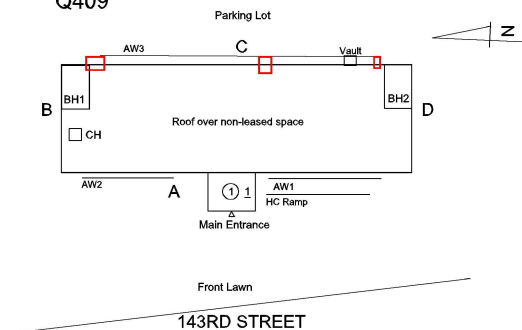 Q409
Parking Lot
N
AW3
C
Vault
B
BH1
BH2
D
Roof over non-leased space
CH
AW2
A
1 1
AW1
HC Ramp
Main Entrance
Front Lawn
143RD STREET